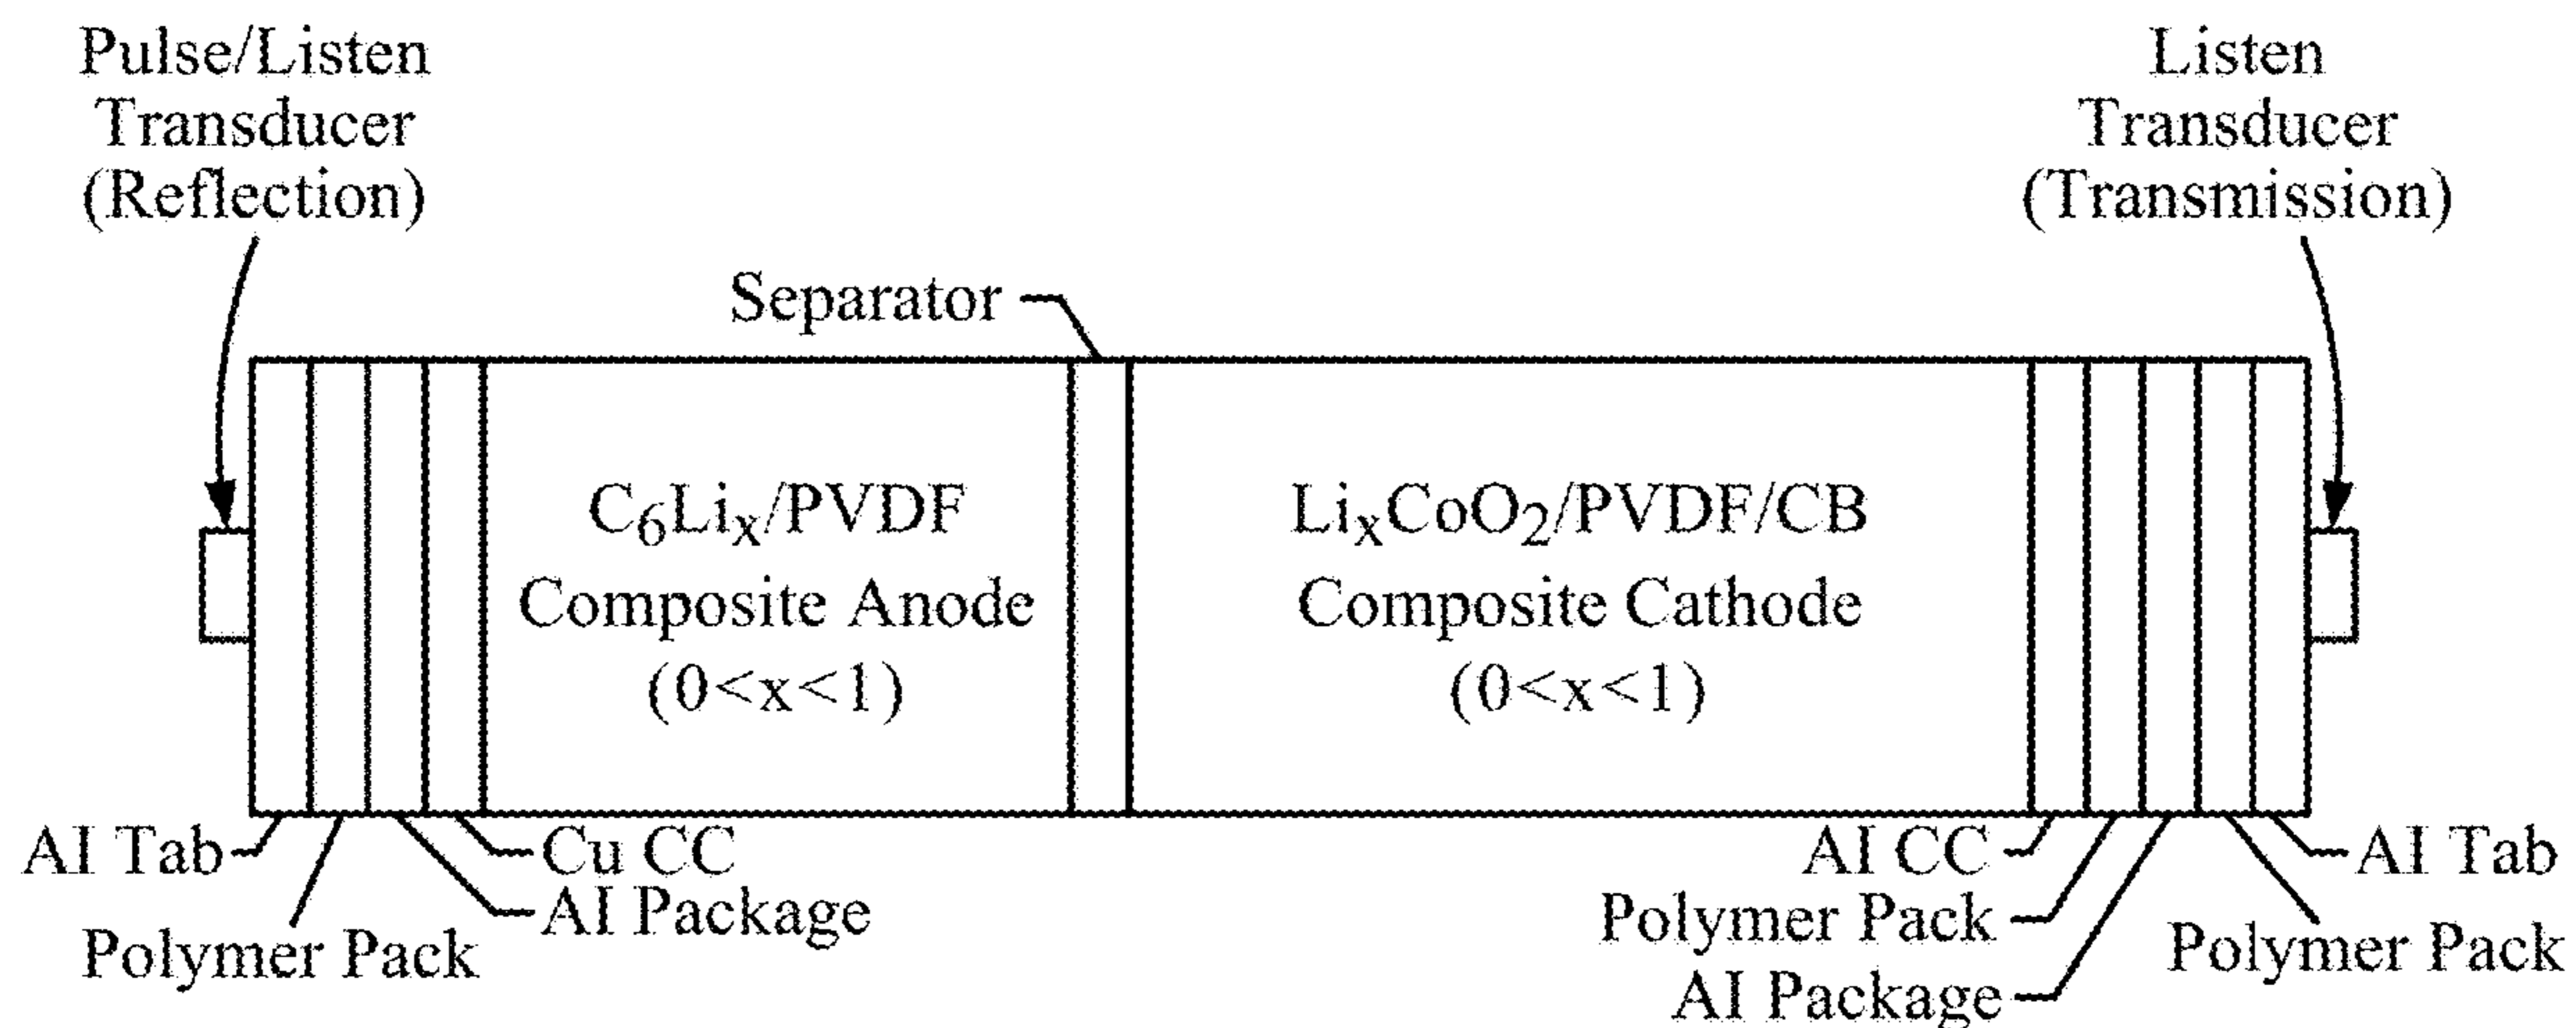 Pulse/Listen
Transducer
(Reflection)
Listen
Transducer
(Transmission)
Separator
C₆Liₓ/PVDF
Composite Anode
(0<x<1)
LiₓCoO₂/PVDF/CB
Composite Cathode
(0<x<1)
Al Tab
Polymer Pack
Al Package
Cu CC
Al CC
Polymer Pack
Al Package
Polymer Pack
Al Tab